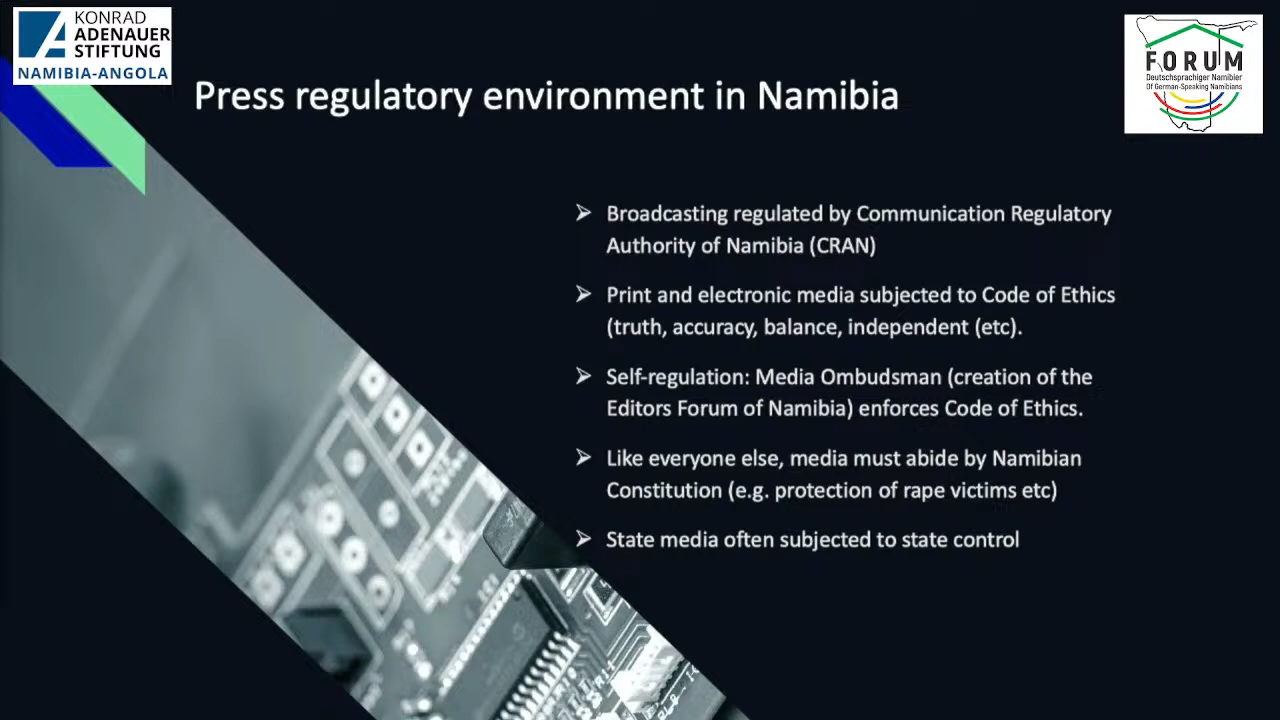 KONRAD
ADENAUER
STIFTUNG
NAMIBIA-ANGOLA
FORUM
Deutschsprachiger Namibier
Of German-Speaking Namibians
Press regulatory environment in Namibia
➢ Broadcasting regulated by Communication Regulatory
Authority of Namibia (CRAN)
➢ Print and electronic media subjected to Code of Ethics
(truth, accuracy, balance, independent (etc).
➢ Self-regulation: Media Ombudsman (creation of the
Editors Forum of Namibia) enforces Code of Ethics.
➢ Like everyone else, media must abide by Namibian
Constitution (e.g. protection of rape victims etc)
➢ State media often subjected to state control